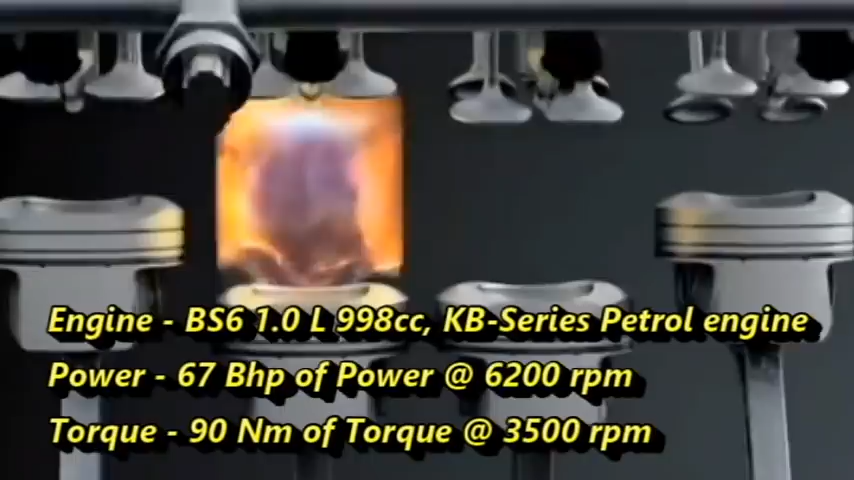 Engine - BS6 1.0 L 998cc, KB-Series Petrol engine
Power - 67 Bhp of Power @ 6200 rpm
Torque - 90 Nm of Torque @ 3500 rpm